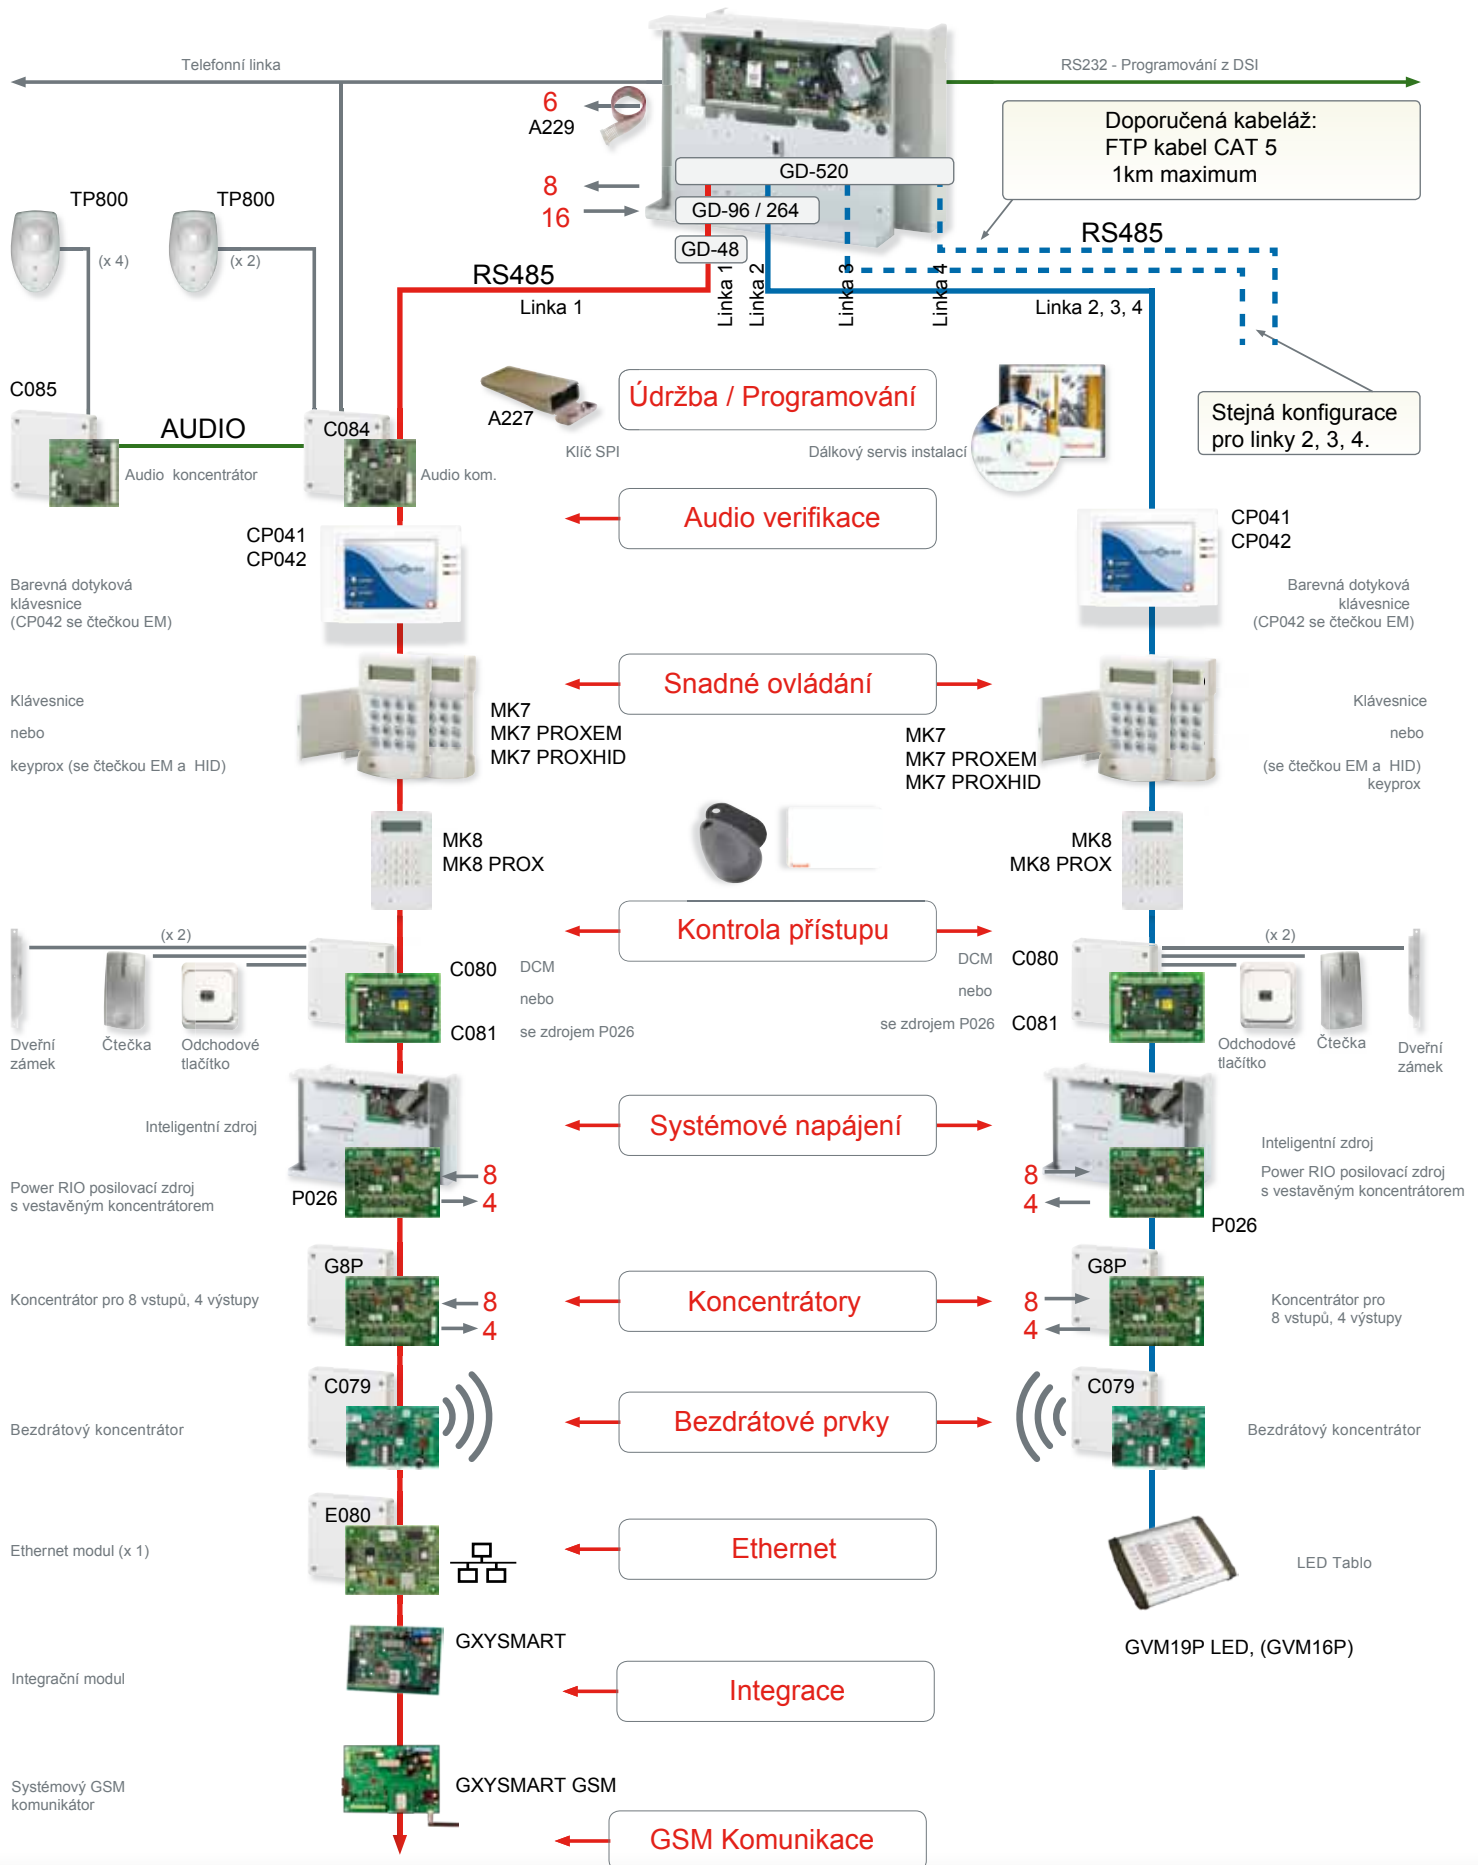 Telefonní linka
RS232 - Programování z DSI
6
A229
Doporučená kabeláž:
FTP kabel CAT 5
1km maximum
GD-520
8
16
GD-96 / 264
GD-48
TP800
TP800
(x 4)
(x 2)
RS485
RS485
Linka 1
Linka 1
Linka 2
Linka 3
Linka 4
Linka 2, 3, 4
C085
AUDIO
C084
Audio koncentrátor
Audio kom.
A227
Klíč SPI
Údržba / Programování
Dálkový servis instalací
Stejná konfigurace
pro linky 2, 3, 4.
Audio verifikace
CP041
CP042
CP041
CP042
Barevná dotyková
klávesnice
(CP042 se čtečkou EM)
Barevná dotyková
klávesnice
(CP042 se čtečkou EM)
Snadné ovládání
Klávesnice
nebo
keyprox (se čtečkou EM a HID)
MK7
MK7 PROXEM
MK7 PROXHID
MK7
MK7 PROXEM
MK7 PROXHID
Klávesnice
nebo
(se čtečkou EM a HID)
keyprox
MK8
MK8 PROX
MK8
MK8 PROX
Kontrola přístupu
(x 2)
(x 2)
C080
DCM
nebo
C081
se zdrojem P026
DCM
C080
nebo
se zdrojem P026
C081
Dveřní
zámek
Čtečka
Odchodové
tlačítko
Odchodové
tlačítko
Čtečka
Dveřní
zámek
Systémové napájení
Inteligentní zdroj
Power RIO posilovací zdroj
s vestavěným koncentrátorem
P026
8
4
8
4
Inteligentní zdroj
Power RIO posilovací zdroj
s vestavěným koncentrátorem
P026
G8P
Koncentrátor pro 8 vstupů, 4 výstupy
8
4
Koncentrátory
8
4
G8P
Koncentrátor pro
8 vstupů, 4 výstupy
C079
Bezdrátový koncentrátor
Bezdrátové prvky
C079
Bezdrátový koncentrátor
E080
Ethernet modul (x 1)
Ethernet
LED Tablo
GVM19P LED, (GVM16P)
GXYSMART
Integrační modul
Integrace
Systémový GSM
komunikátor
GXYSMART GSM
GSM Komunikace